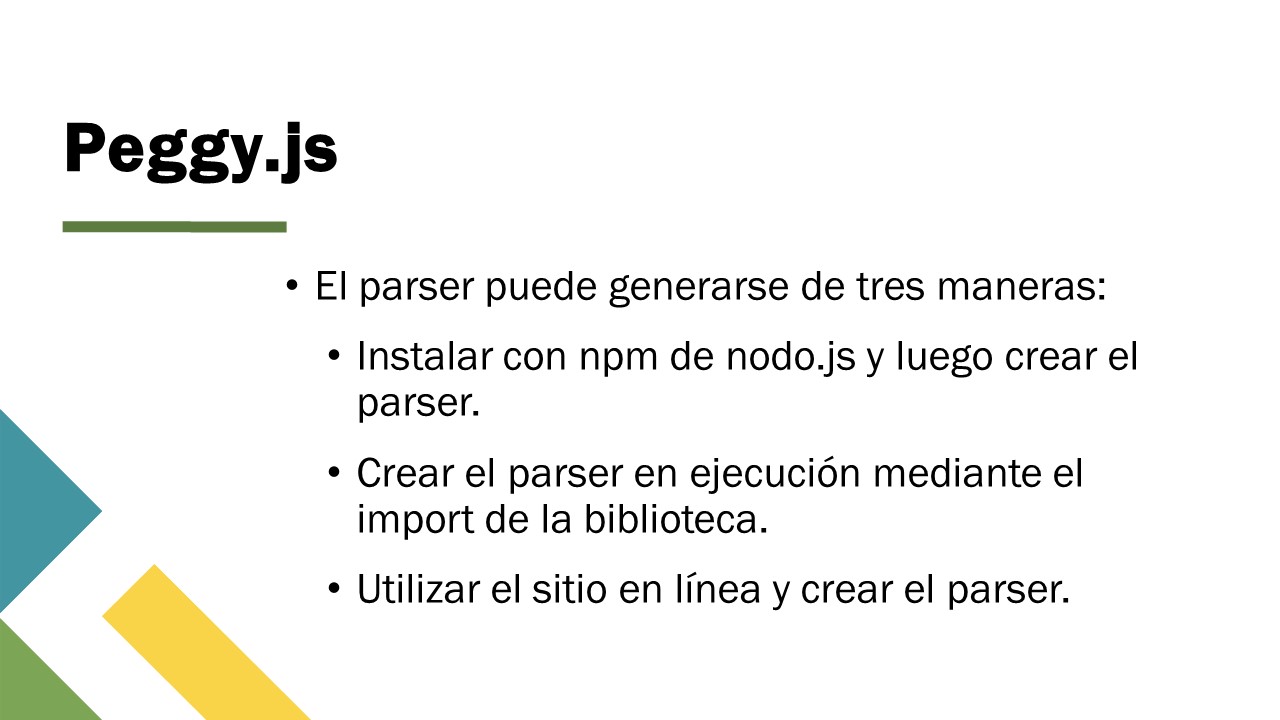 Peggy.js
• El parser puede generarse de tres maneras:
• Instalar con npm de nodo.js y luego crear el
parser.
• Crear el parser en ejecución mediante el
import de la biblioteca.
• Utilizar el sitio en línea y crear el parser.